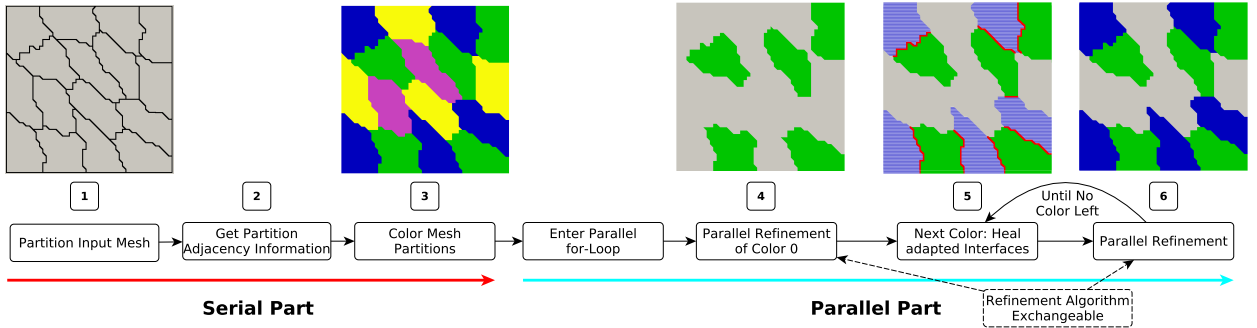 1
2
3
4
5
6
Until No
Color Left
Partition Input Mesh
Get Partition
Adjacency Information
Color Mesh
Partitions
Enter Parallel
for-Loop
Parallel Refinement
of Color 0
Next Color: Heal
adapted Interfaces
Parallel Refinement
Serial Part
Parallel Part
Refinement Algorithm
Exchangeable